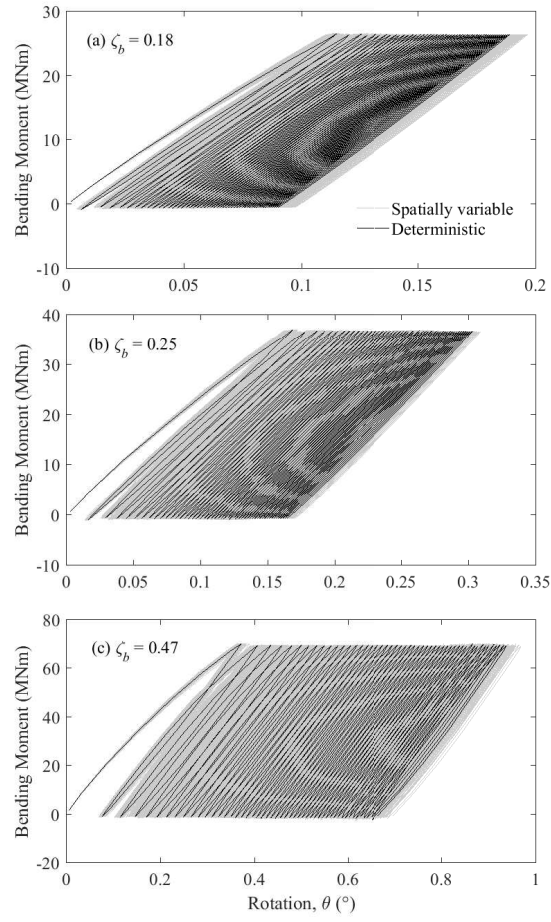 (a) ζb = 0.18
30
20
10
0
-10
Bending Moment (MNm)
Spatially variable
Deterministic
0 0.05 0.1 0.15 0.2
(b) ζb = 0.25
40
30
20
10
0
-10
Bending Moment (MNm)
0 0.05 0.1 0.15 0.2 0.25 0.3 0.35
(c) ζb = 0.47
80
60
40
20
0
-20
Bending Moment (MNm)
0 0.2 0.4 0.6 0.8 1
Rotation, θ (°)